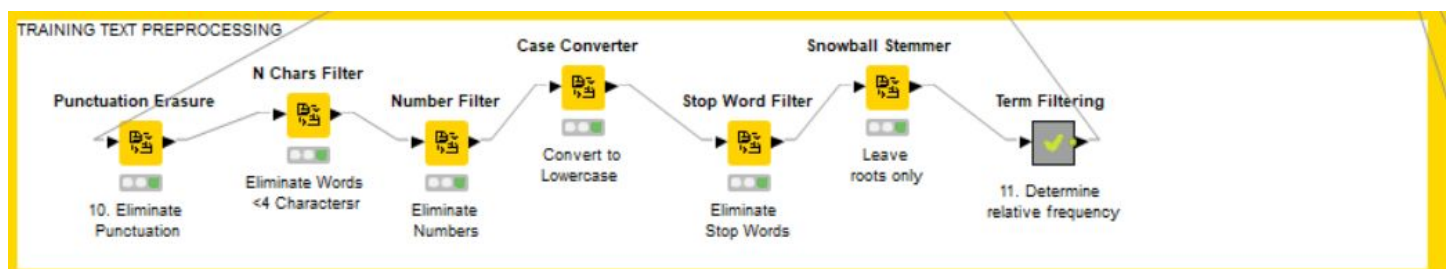 TRAINING TEXT PREPROCESSING
Punctuation Erasure
10. Eliminate
Punctuation
N Chars Filter
Eliminate Words
<4 Charactersr
Number Filter
Eliminate
Numbers
Case Converter
Convert to
Lowercase
Stop Word Filter
Eliminate
Stop Words
Snowball Stemmer
Leave
roots only
Term Filtering
11. Determine
relative frequency